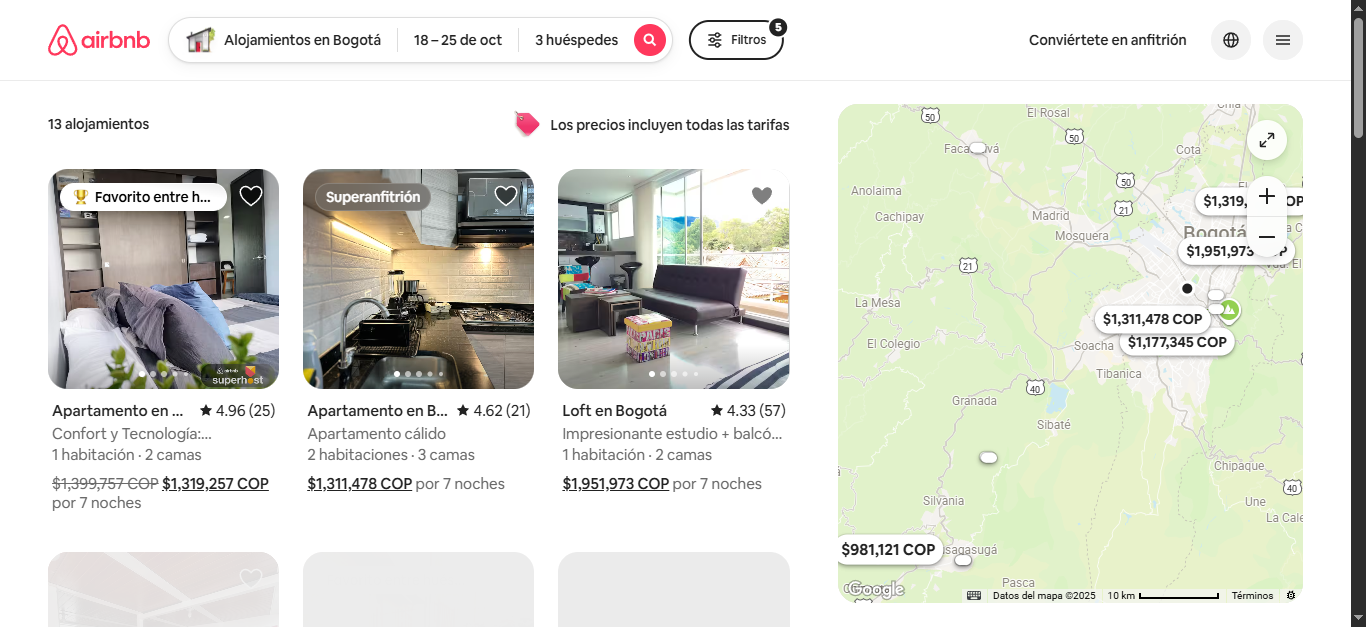 airbnb
Alojamientos en Bogotá
18 – 25 de oct
3 huéspedes
Filtros
5
Conviértete en anfitrión
13 alojamientos
Los precios incluyen todas las tarifas
Favorito entre h...
airbnb
superhost
Apartamento en ...
4.96 (25)
Confort y Tecnología:...
1 habitación · 2 camas
$1,399,757 COP $1,319,257 COP
por 7 noches
Superanfitrión
Apartamento en B...
4.62 (21)
Apartamento cálido
2 habitaciones · 3 camas
$1,311,478 COP por 7 noches
Loft en Bogotá
4.33 (57)
Impresionante estudio + balcó...
1 habitación · 2 camas
$1,951,973 COP por 7 noches
Chía
50
El Rosal
50
Cota
50
Anolaima
$1,319,
Cachipay
21
Madrid
Bogotá
Mosquera
$1,951,973
21
La Mesa
$1,311,478 COP
El Colegio
Soacha
$1,177,345 COP
Tibanica
40
Granada
Sibaté
Chipaque
40
Silvania
Une
La Cale
$981,121 COP
sagasugá
Pasca
Google
Datos del mapa ©2025
10 km
Términos